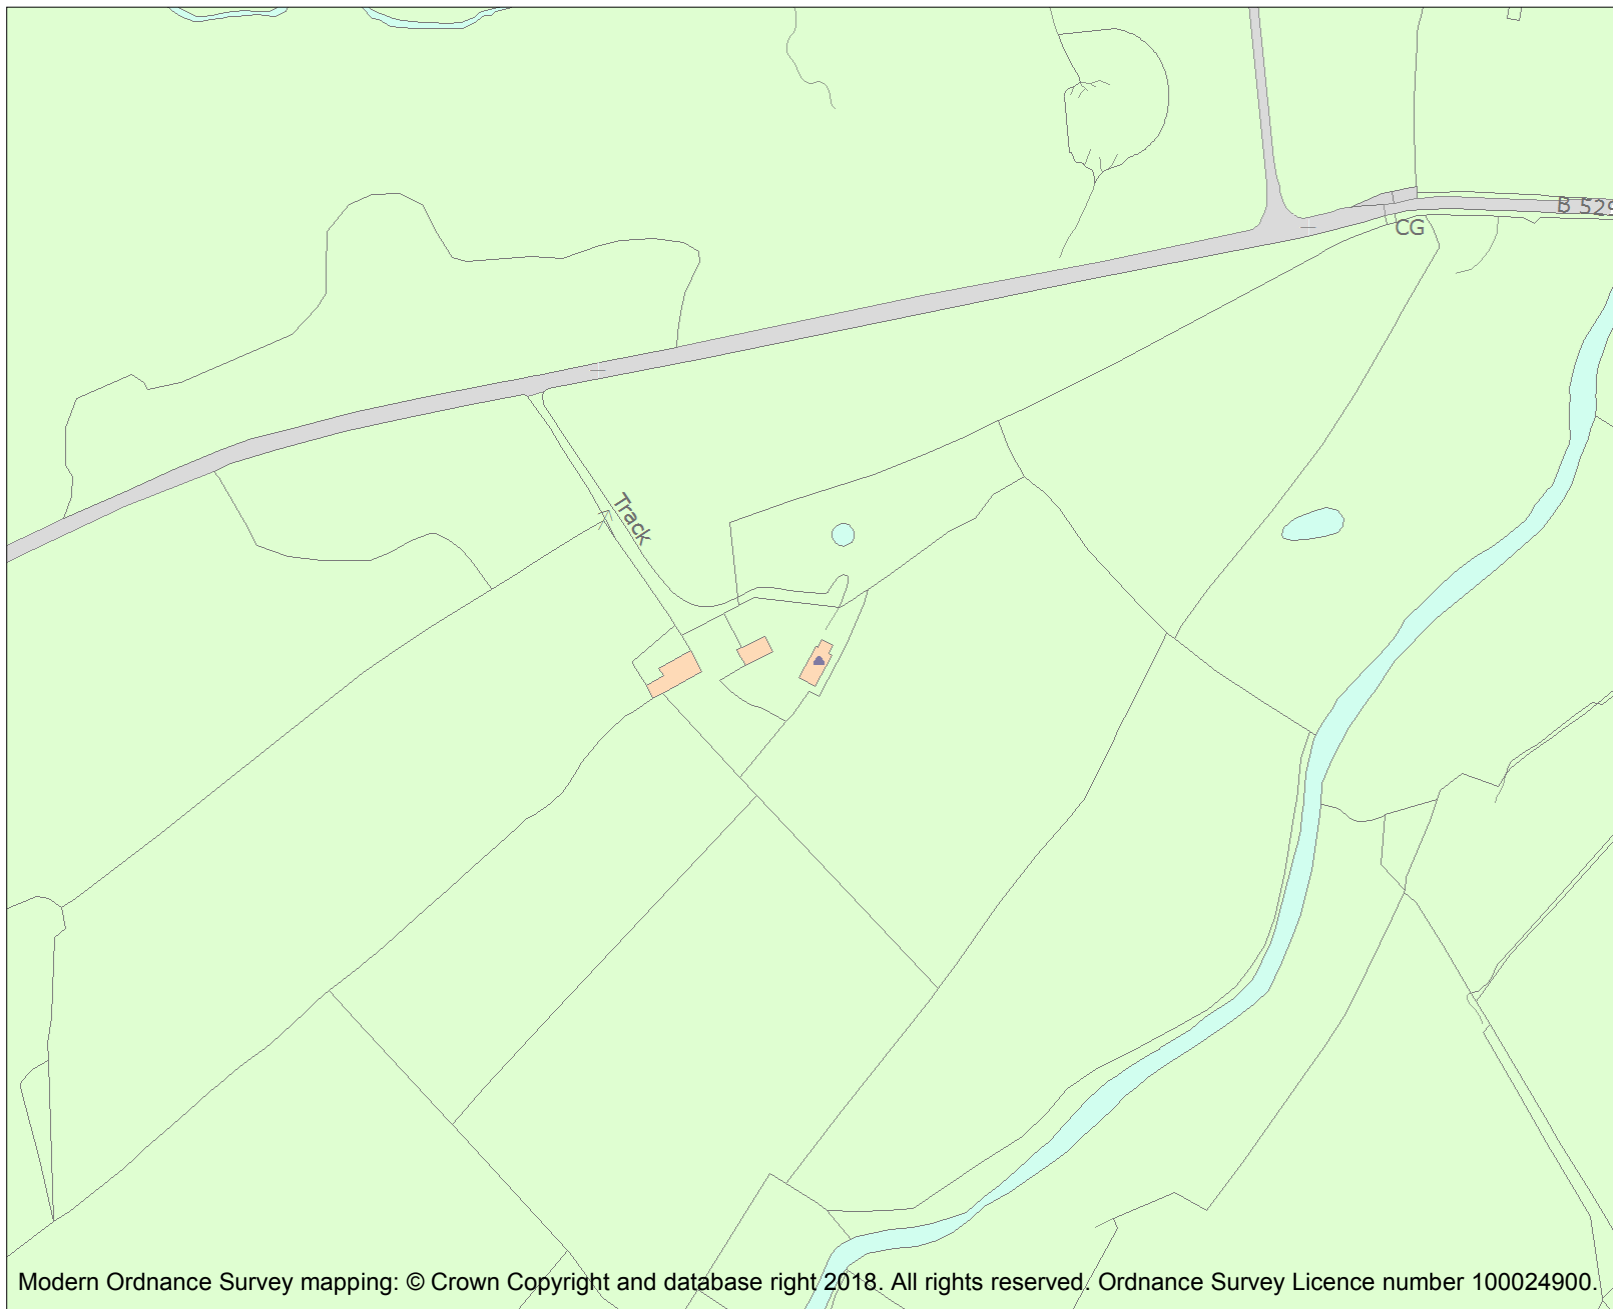 B 529
CG
Track
Modern Ordnance Survey mapping: © Crown Copyright and database right 2018. All rights reserved. Ordnance Survey Licence number 100024900.